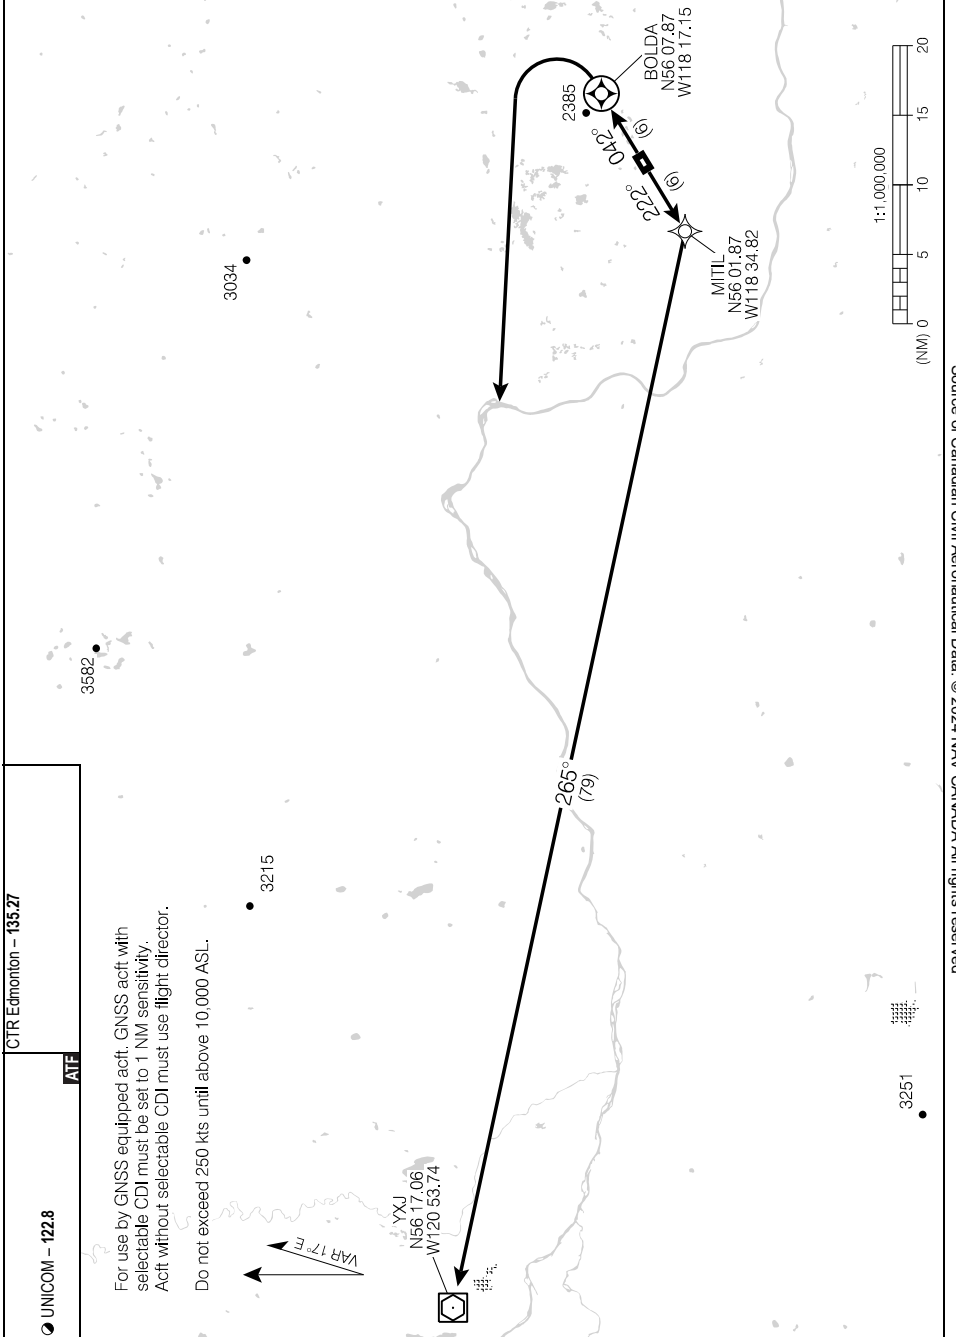 UNICOM – 122.8
ATF
CTR Edmonton – 135.27
For use by GNSS equipped acft. GNSS acft with
selectable CDI must be set to 1 NM sensitivity.
Acft without selectable CDI must use flight director.
Do not exceed 250 kts until above 10,000 ASL.
VAR 17° E
3582
3034
3215
YXJ
N56 17.06
W120 53.74
265°
(79)
2385
BOLDA
N56 07.87
W118 17.15
042°
(6)
222°
(6)
MITIL
N56 01.87
W118 34.82
3251
1:1,000,000
(NM) 0 5 10 15 20
Source of Canadian Civil Aeronautical Data: © 2024 NAV CANADA All rights reserved